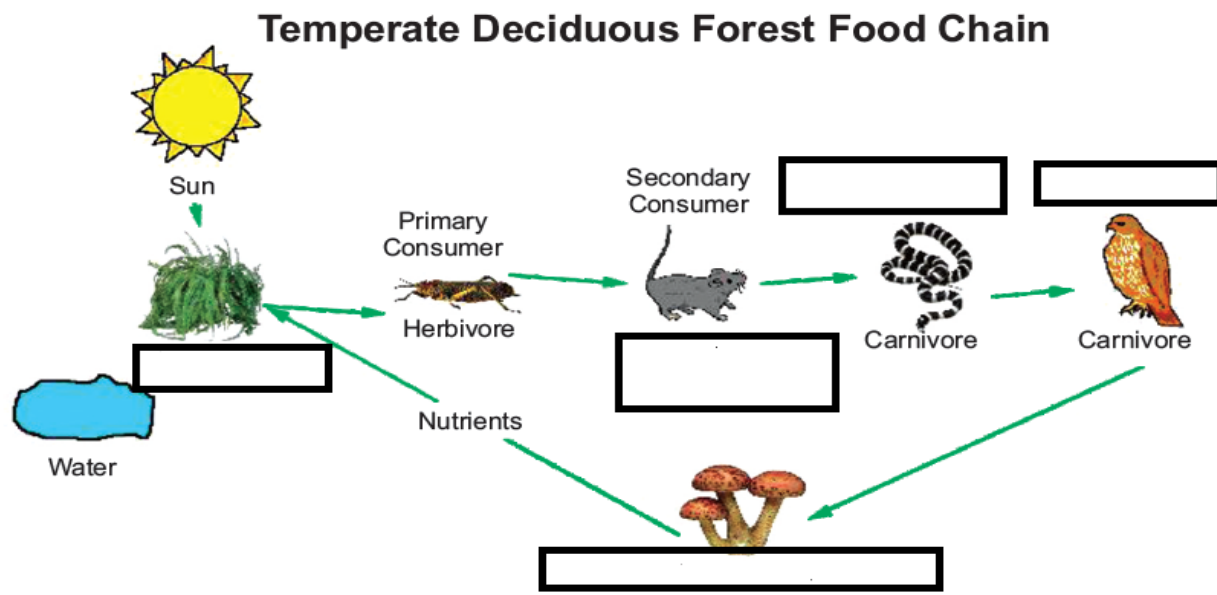 Temperate Deciduous Forest Food Chain
Sun
Secondary
Consumer
Primary
Consumer
Herbivore
Carnivore
Carnivore
Nutrients
Water